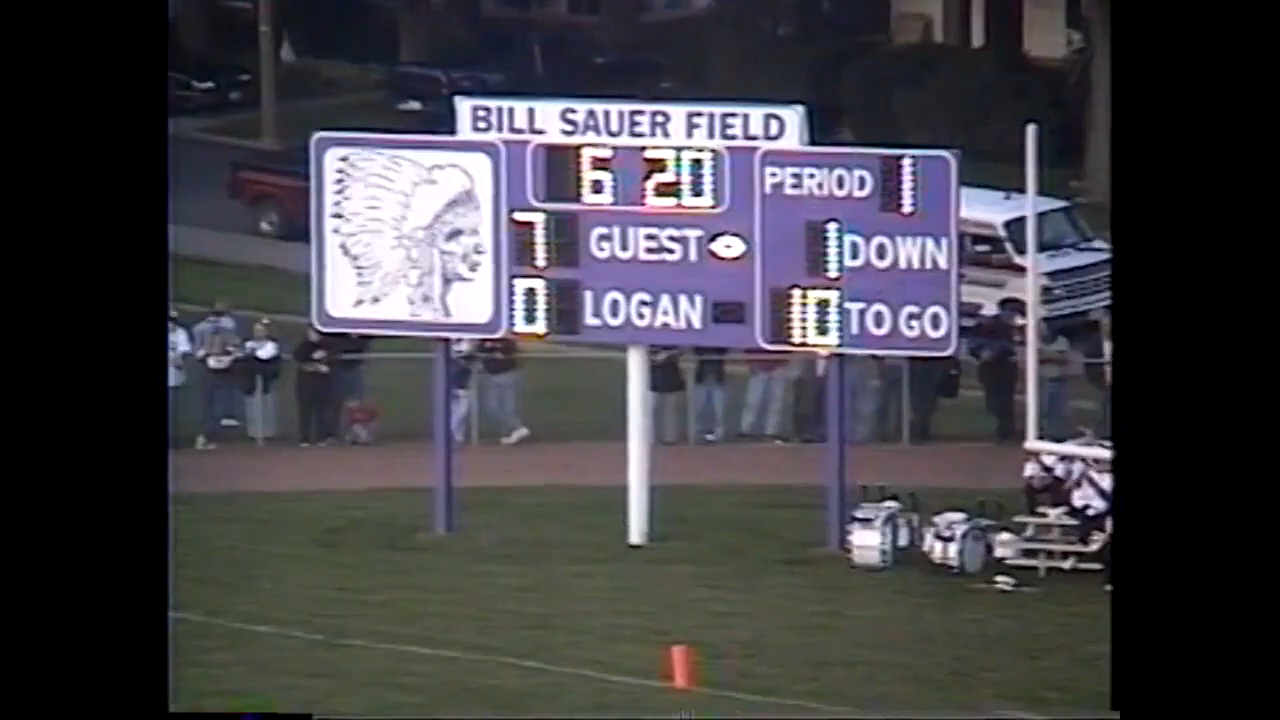 BILL SAUER FIELD
6 20
7 GUEST
0 LOGAN
PERIOD 1
1 DOWN
10 TO GO